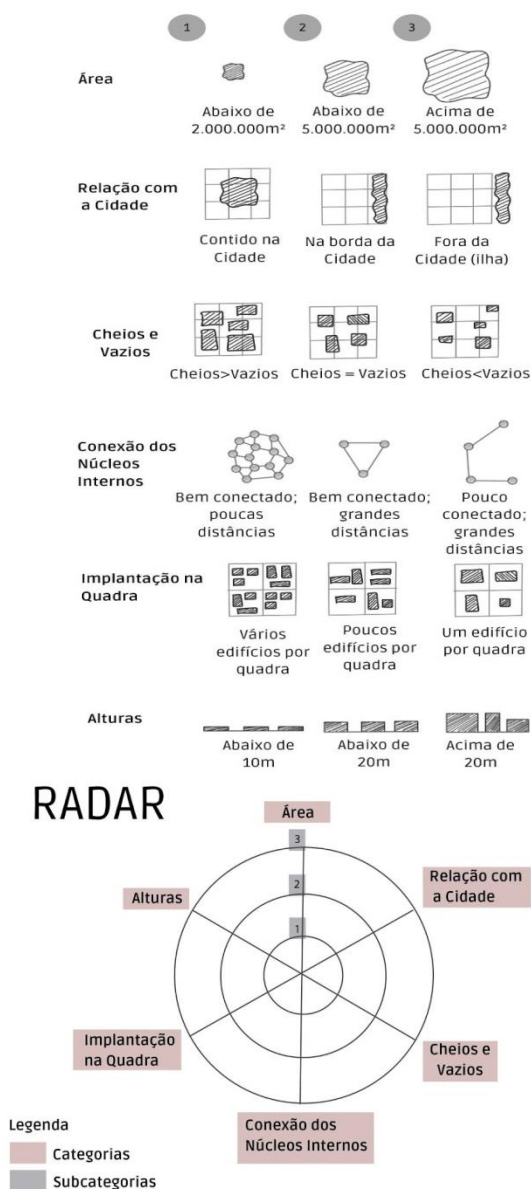 1 2 3
Área
Abaixo de Abaixo de Acima de
2.000.000m² 5.000.000m² 5.000.000m²
Relação com
a Cidade
Contido na Na borda da Fora da
Cidade Cidade Cidade (ilha)
Cheios e
Vazios
Cheios>Vazios Cheios = Vazios Cheios<Vazios
Conexão dos
Núcleos
Internos
Bem conectado; Bem conectado; Pouco
poucas grandes conectado;
distâncias distâncias grandes
distâncias
Implantação na
Quadra
Vários Poucos Um edifício
edifícios por edifícios por por quadra
quadra quadra
Alturas
Abaixo de Abaixo de Acima de
10m 20m 20m
RADAR
Área
3
Relação com
a Cidade
2
Alturas
1
Implantação
na Quadra
Cheios e
Vazios
Conexão dos
Núcleos Internos
Legenda
Categorias
Subcategorias